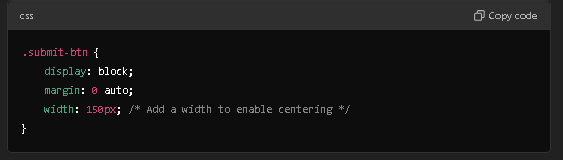 css
Copy code
.submit-btn {
display: block;
margin: 0 auto;
width: 150px; /* Add a width to enable centering */
}